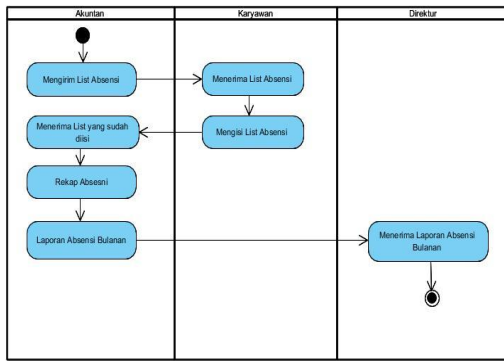 Akuntan
Karyawan
Direktur
Mengirim List Absensi
Menerima List Absensi
Menerima List yang sudah
diisi
Mengisi List Absensi
Rekap Absesni
Laporan Absensi Bulanan
Menerima Laporan Absensi
Bulanan